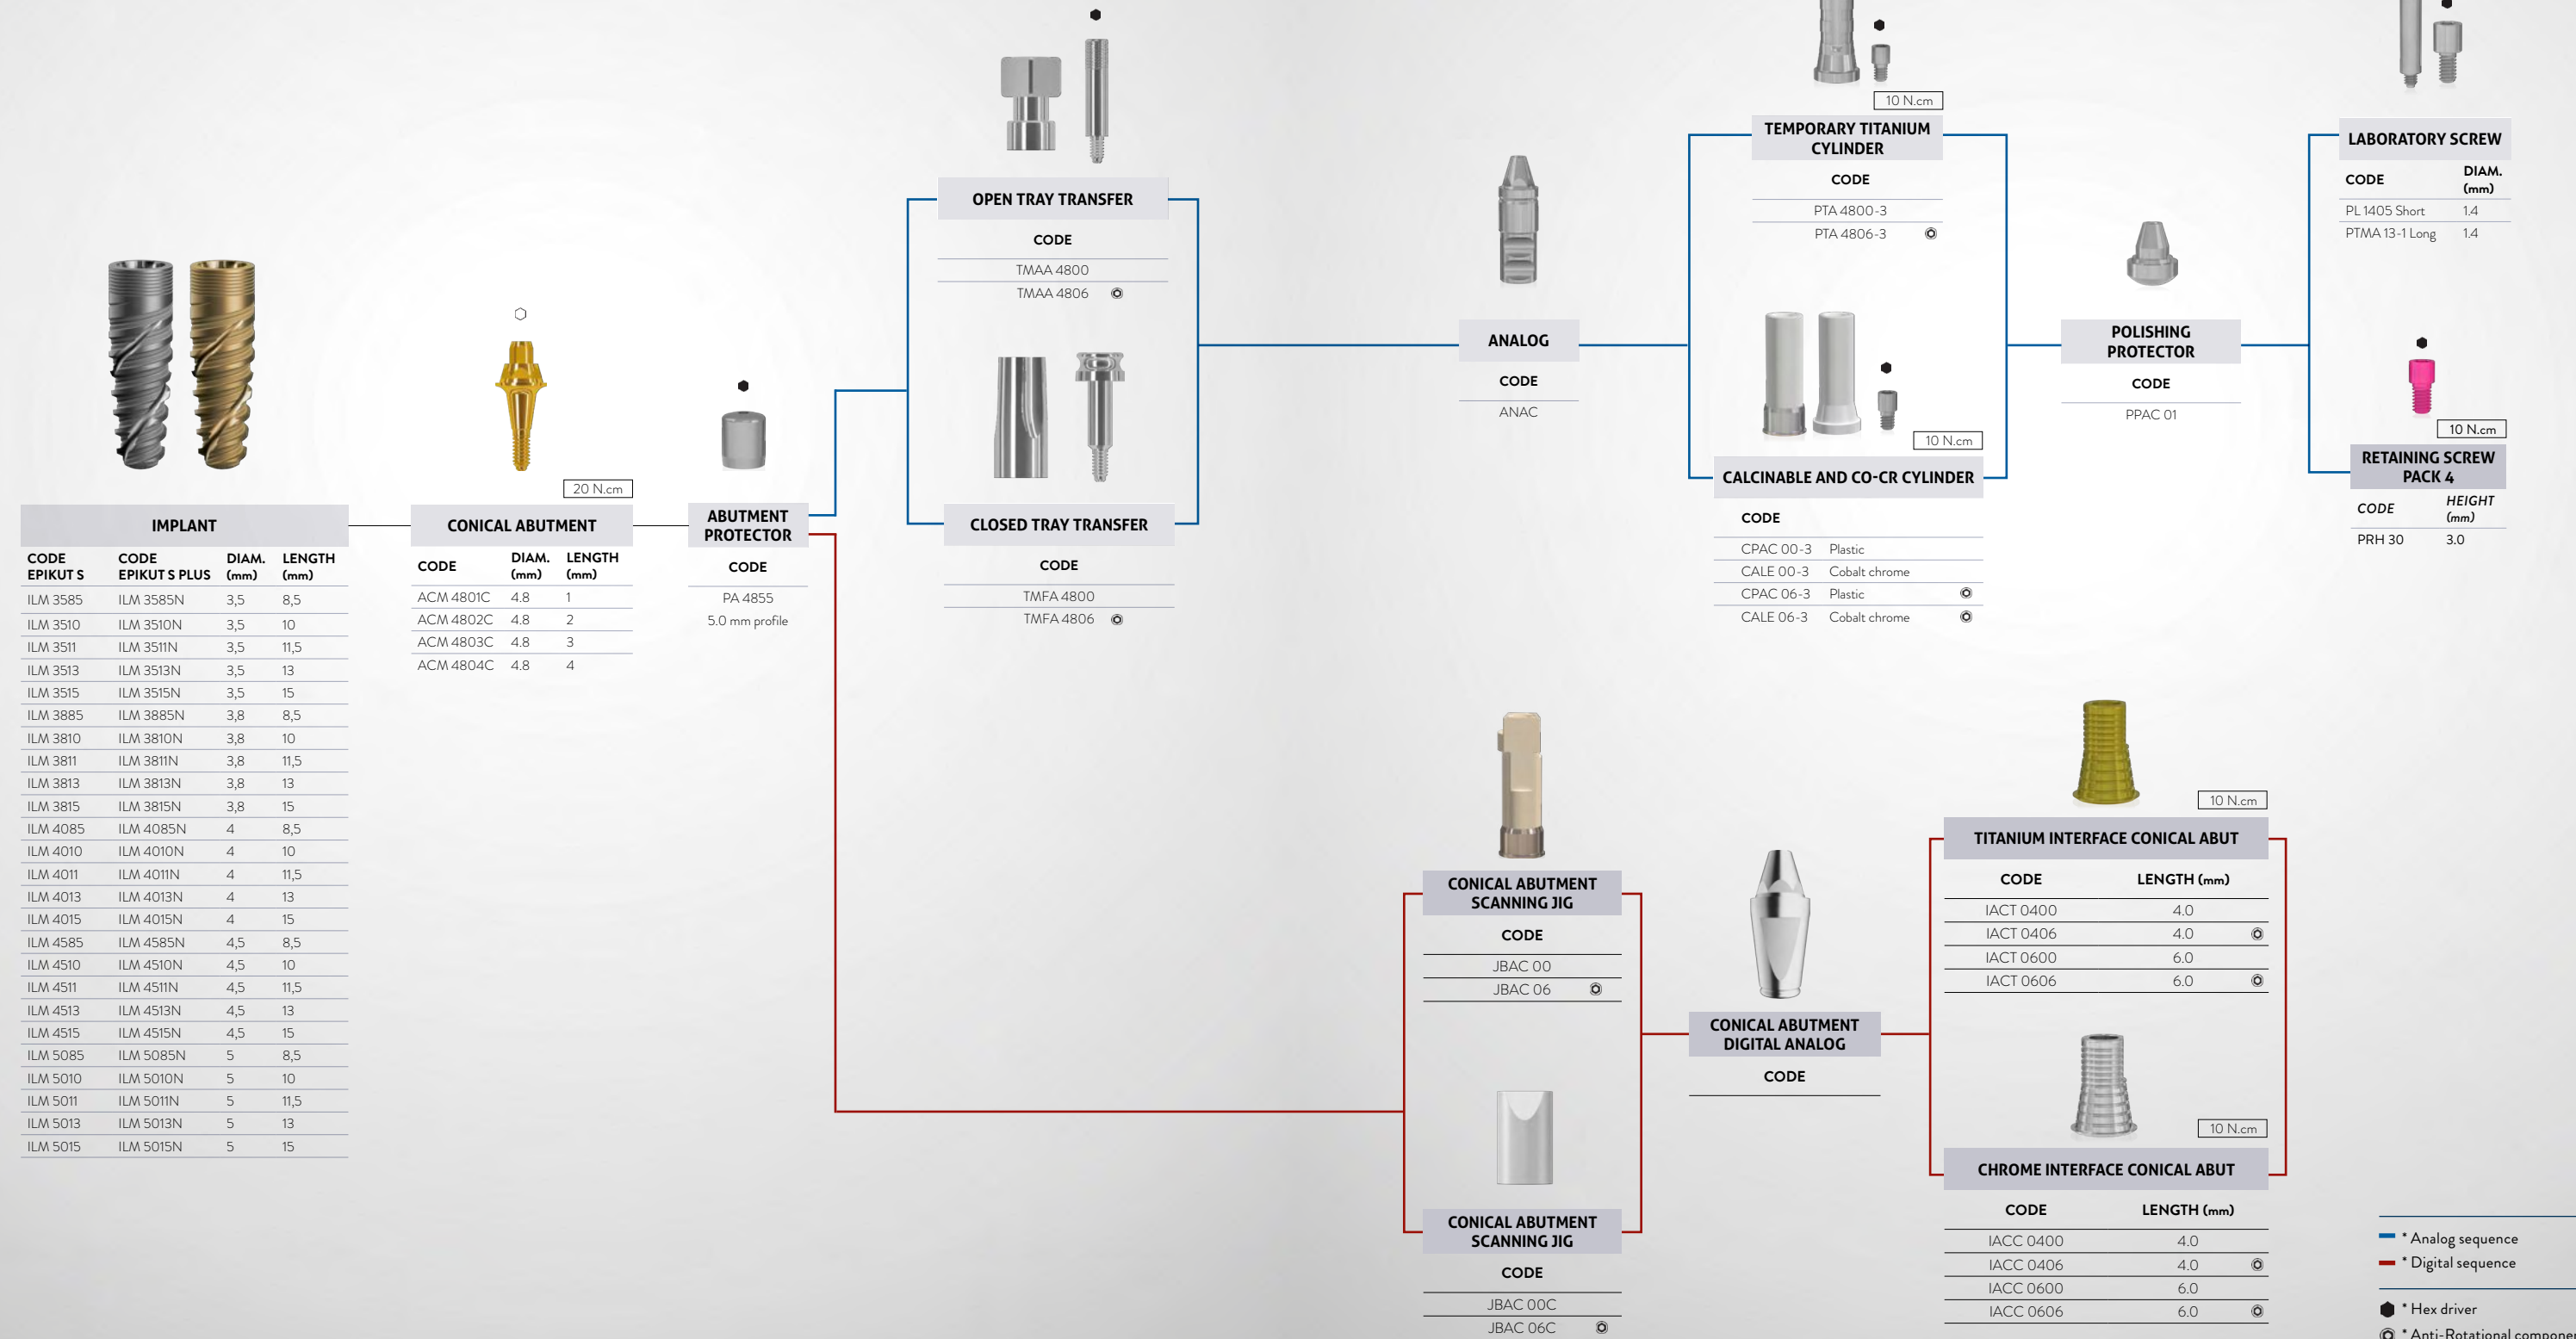 IMPLANT
CODE EPIKUT S CODE EPIKUT S PLUS DIAM. (mm) LENGTH (mm)
ILM 3585 ILM 3585N 3,5 8,5
ILM 3510 ILM 3510N 3,5 10
ILM 3511 ILM 3511N 3,5 11,5
ILM 3513 ILM 3513N 3,5 13
ILM 3515 ILM 3515N 3,5 15
ILM 3885 ILM 3885N 3,8 8,5
ILM 3810 ILM 3810N 3,8 10
ILM 3811 ILM 3811N 3,8 11,5
ILM 3813 ILM 3813N 3,8 13
ILM 3815 ILM 3815N 3,8 15
ILM 4085 ILM 4085N 4 8,5
ILM 4010 ILM 4010N 4 10
ILM 4011 ILM 4011N 4 11,5
ILM 4013 ILM 4013N 4 13
ILM 4015 ILM 4015N 4 15
ILM 4585 ILM 4585N 4,5 8,5
ILM 4510 ILM 4510N 4,5 10
ILM 4511 ILM 4511N 4,5 11,5
ILM 4513 ILM 4513N 4,5 13
ILM 4515 ILM 4515N 4,5 15
ILM 5085 ILM 5085N 5 8,5
ILM 5010 ILM 5010N 5 10
ILM 5011 ILM 5011N 5 11,5
ILM 5013 ILM 5013N 5 13
ILM 5015 ILM 5015N 5 15
20 N.cm
CONICAL ABUTMENT
CODE DIAM. (mm) LENGTH (mm)
ACM 4801C 4.8 1
ACM 4802C 4.8 2
ACM 4803C 4.8 3
ACM 4804C 4.8 4
ABUTMENT
PROTECTOR
CODE
PA 4855
5.0 mm profile
OPEN TRAY TRANSFER
CODE
TMAA 4800
TMAA 4806
CLOSED TRAY TRANSFER
CODE
TMFA 4800
TMFA 4806
ANALOG
CODE
ANAC
10 N.cm
TEMPORARY TITANIUM
CYLINDER
CODE
PTA 4800-3
PTA 4806-3
10 N.cm
CALCINABLE AND CO-CR CYLINDER
CODE
CPAC 00-3 Plastic
CALE 00-3 Cobalt chrome
CPAC 06-3 Plastic
CALE 06-3 Cobalt chrome
POLISHING
PROTECTOR
CODE
PPAC 01
LABORATORY SCREW
CODE DIAM. (mm)
PL 1405 Short 1.4
PTMA 13-1 Long 1.4
10 N.cm
RETAINING SCREW
PACK 4
CODE HEIGHT (mm)
PRH 30 3.0
CONICAL ABUTMENT
SCANNING JIG
CODE
JBAC 00
JBAC 06
CONICAL ABUTMENT
SCANNING JIG
CODE
JBAC 00C
JBAC 06C
CONICAL ABUTMENT
DIGITAL ANALOG
CODE
10 N.cm
TITANIUM INTERFACE CONICAL ABUT
CODE LENGTH (mm)
IACT 0400 4.0
IACT 0406 4.0
IACT 0600 6.0
IACT 0606 6.0
10 N.cm
CHROME INTERFACE CONICAL ABUT
CODE LENGTH (mm)
IACC 0400 4.0
IACC 0406 4.0
IACC 0600 6.0
IACC 0606 6.0
* Analog sequence
* Digital sequence
* Hex driver
* Anti-Rotational